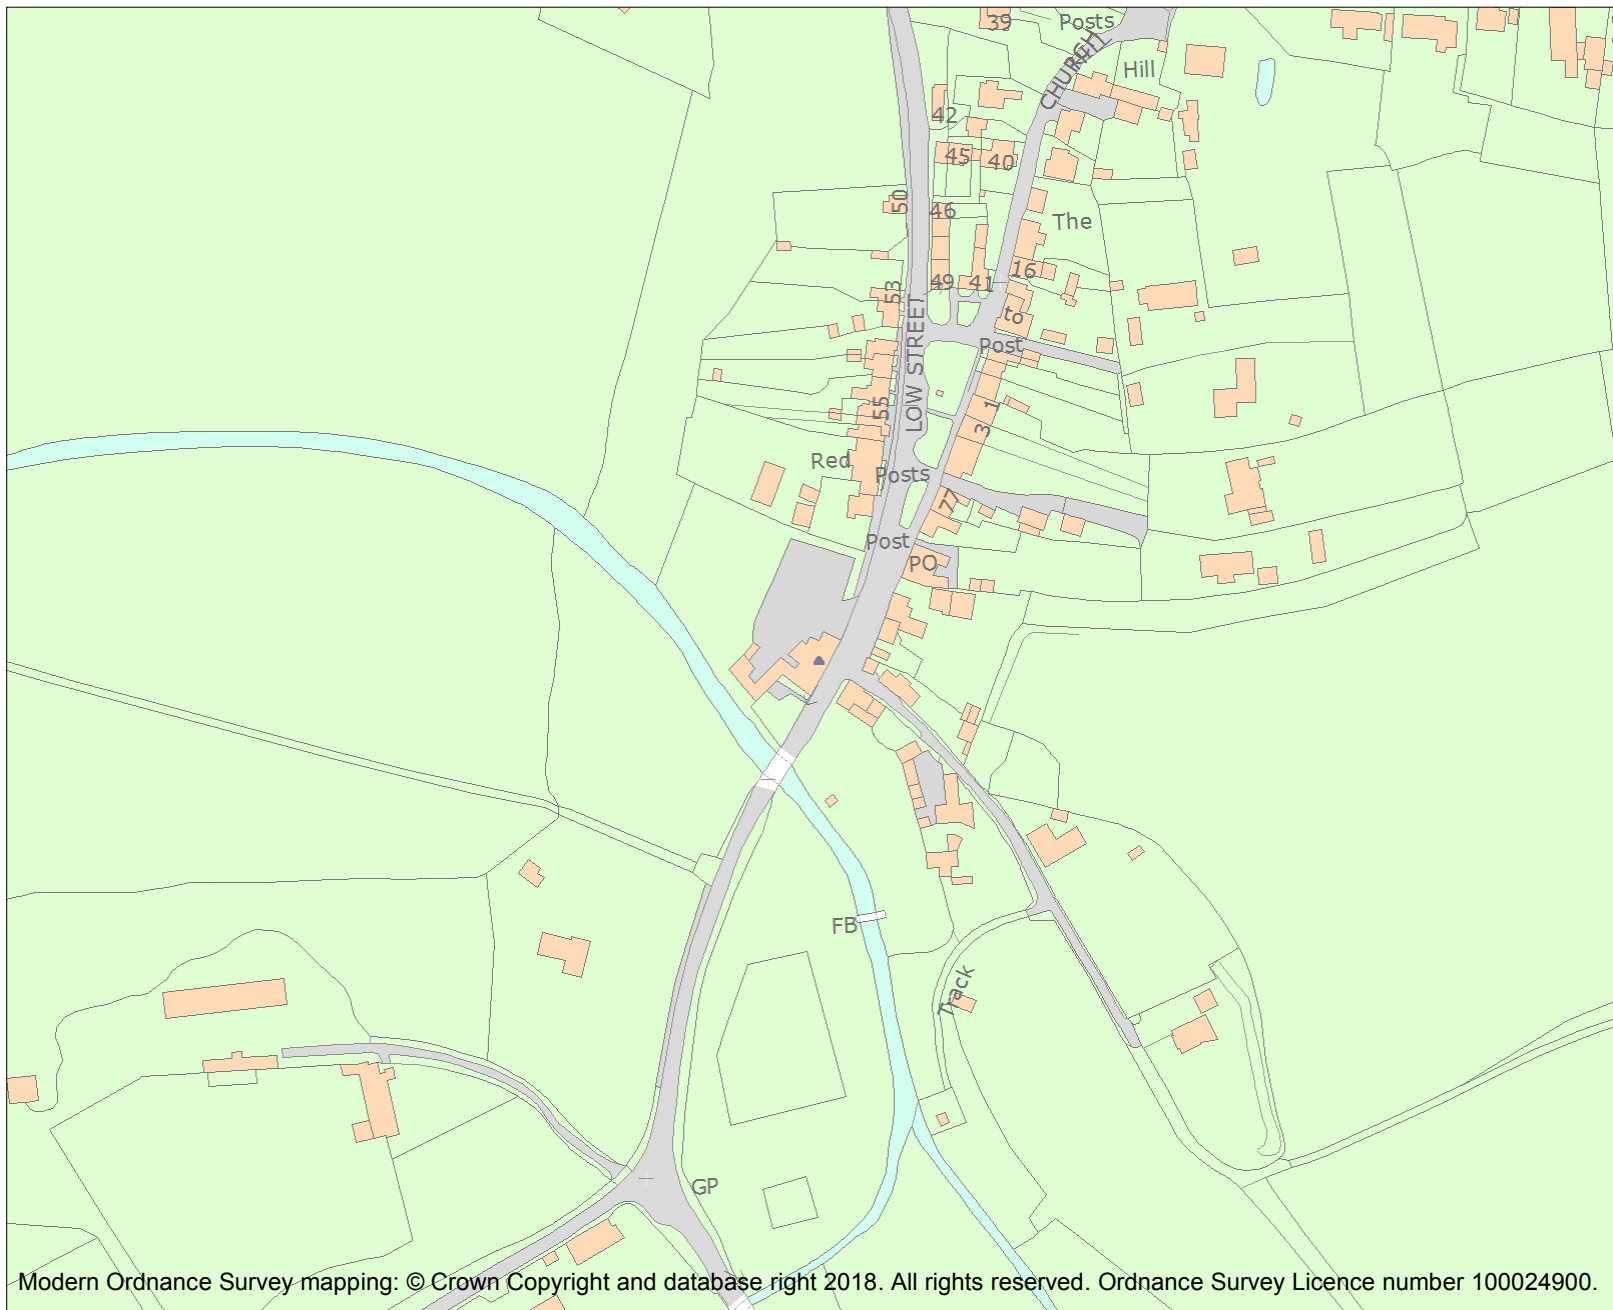 39
Posts
CHURCH
Hill
42
45
40
50
46
The
16
49
41
53
to
LOW STREET
Post
55
1
3
Red
Posts
77
Post
PO
FB
Track
GP
Modern Ordnance Survey mapping: © Crown Copyright and database right 2018. All rights reserved. Ordnance Survey Licence number 100024900.